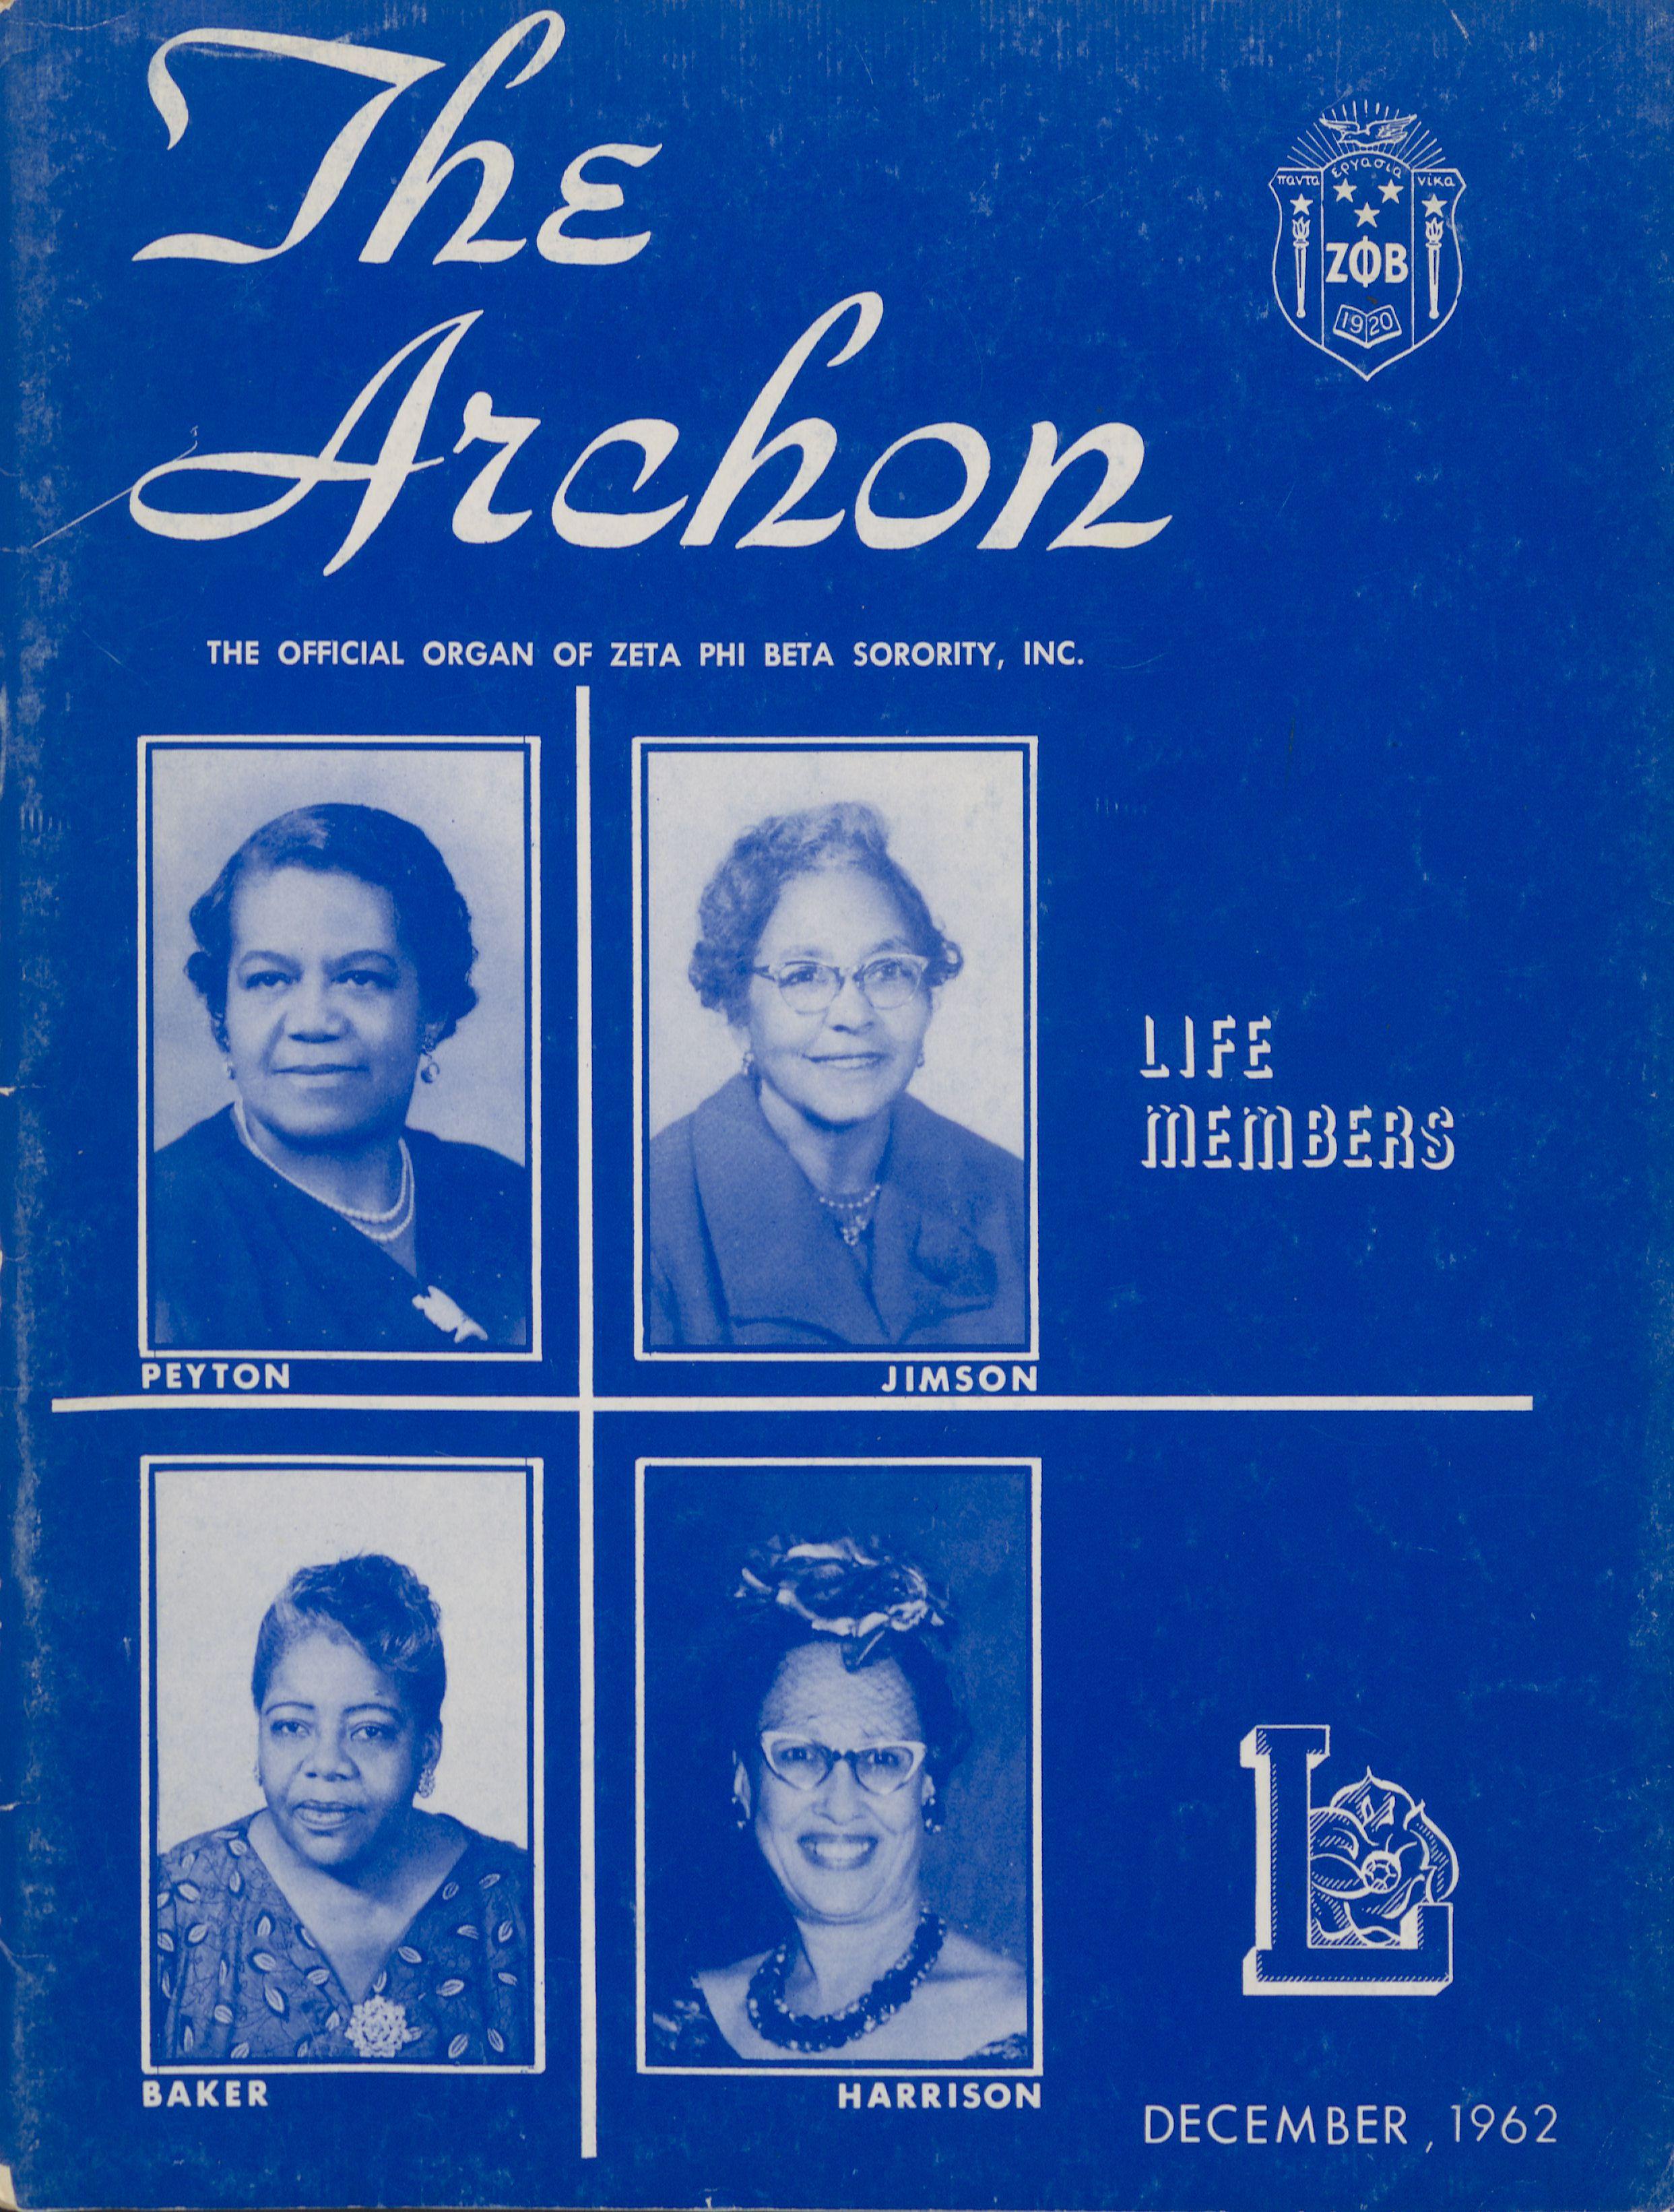 The
Archon
παντα εργασια νικα
ΖΦΒ
1920
THE OFFICIAL ORGAN OF ZETA PHI BETA SORORITY, INC.
LIFE
MEMBERS
PEYTON
JIMSON
BAKER
HARRISON
L
DECEMBER, 1962